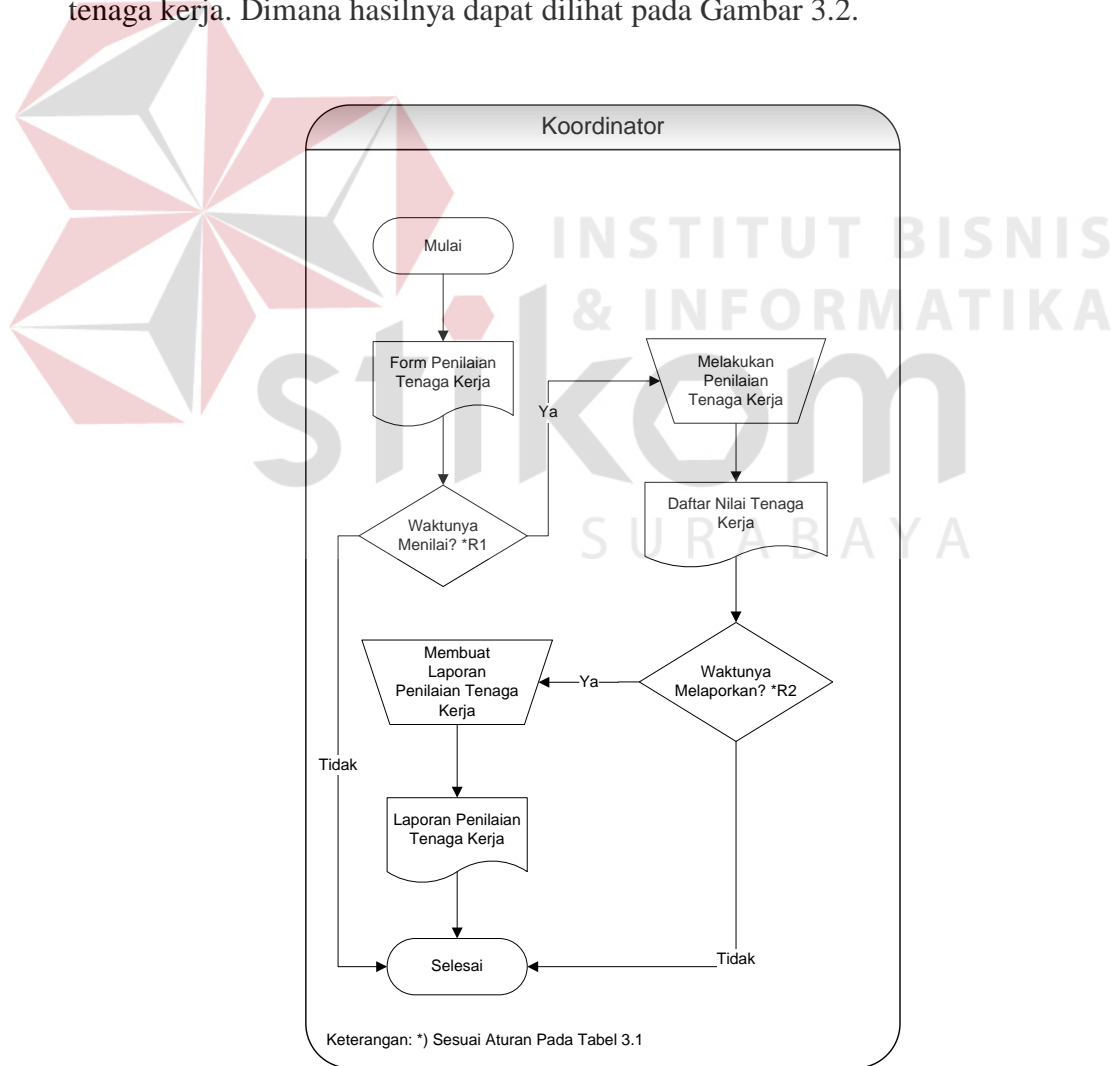 tenaga kerja. Dimana hasilnya dapat dilihat pada Gambar 3.2.
Koordinator
INSTITUT BISNIS
& INFORMATIKA
stikom
SURABAYA
Mulai
Form Penilaian
Tenaga Kerja
Waktunya
Menilai? *R1
Ya
Melakukan
Penilaian
Tenaga Kerja
Daftar Nilai Tenaga
Kerja
Waktunya
Melaporkan? *R2
Ya
Membuat
Laporan
Penilaian Tenaga
Kerja
Tidak
Laporan Penilaian
Tenaga Kerja
Selesai
Tidak
Keterangan: *) Sesuai Aturan Pada Tabel 3.1